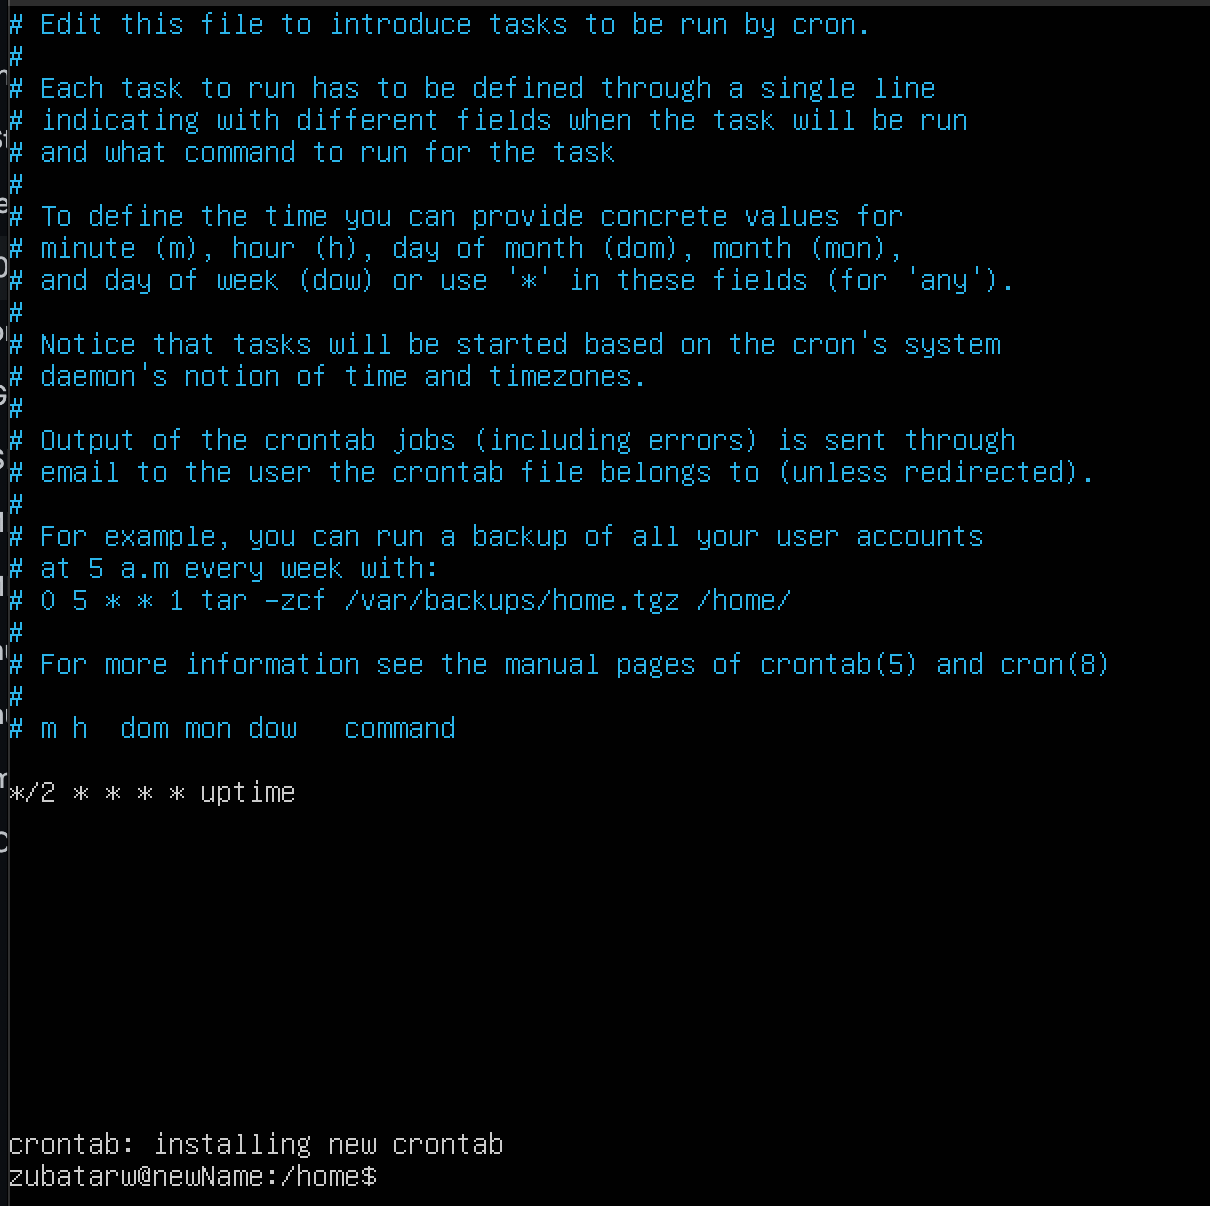 # Edit this file to introduce tasks to be run by cron.
#
# Each task to run has to be defined through a single line
# indicating with different fields when the task will be run
# and what command to run for the task
#
# To define the time you can provide concrete values for
# minute (m), hour (h), day of month (dom), month (mon),
# and day of week (dow) or use '*' in these fields (for 'any').
#
# Notice that tasks will be started based on the cron's system
# daemon's notion of time and timezones.
#
# Output of the crontab jobs (including errors) is sent through
# email to the user the crontab file belongs to (unless redirected).
#
# For example, you can run a backup of all your user accounts
# at 5 a.m every week with:
# 0 5 * * 1 tar -zcf /var/backups/home.tgz /home/
#
# For more information see the manual pages of crontab(5) and cron(8)
#
# m h  dom mon dow   command
*/2 * * * * uptime
crontab: installing new crontab
zubatarw@newName:/home$